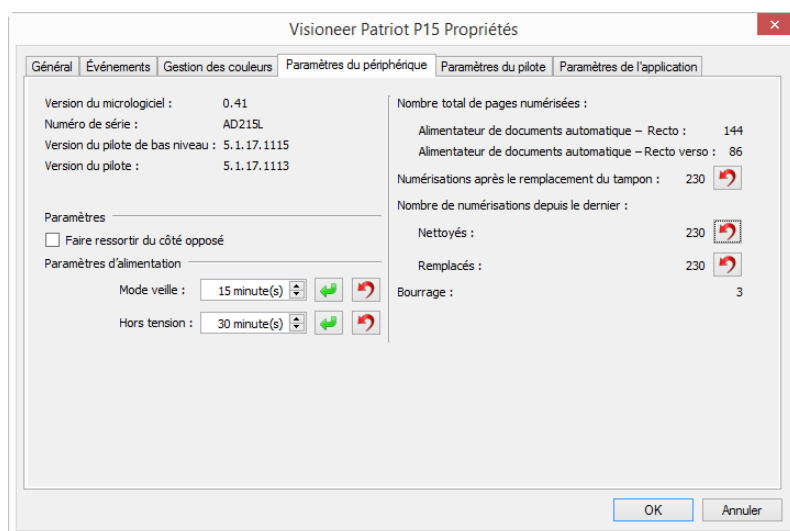 Visioneer Patriot P15 Propriétés
Général Événements Gestion des couleurs Paramètres du périphérique Paramètres du pilote Paramètres de l'application
Version du micrologiciel : 0.41
Numéro de série : AD215L
Version du pilote de bas niveau : 5.1.17.1115
Version du pilote : 5.1.17.1113
Paramètres
Faire ressortir du côté opposé
Paramètres d'alimentation
Mode veille : 15 minute(s)
Hors tension : 30 minute(s)
Nombre total de pages numérisées :
Alimentateur de documents automatique – Recto : 144
Alimentateur de documents automatique – Recto verso : 86
Numérisations après le remplacement du tampon : 230
Nombre de numérisations depuis le dernier :
Nettoyés : 230
Remplacés : 230
Bourrage : 3
OK Annuler